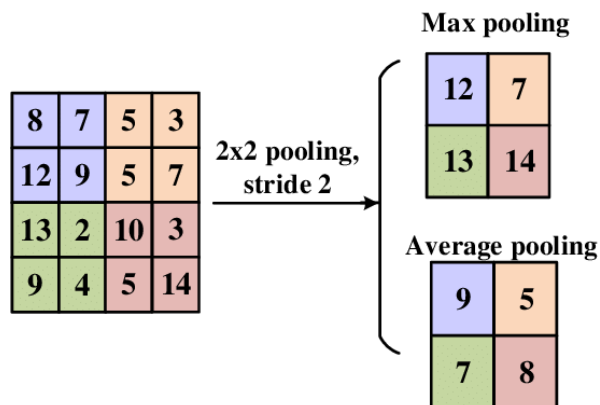 Max pooling
12 7
13 14
8 7 5 3
12 9 5 7
13 2 10 3
9 4 5 14
2x2 pooling,
stride 2
Average pooling
9 5
7 8